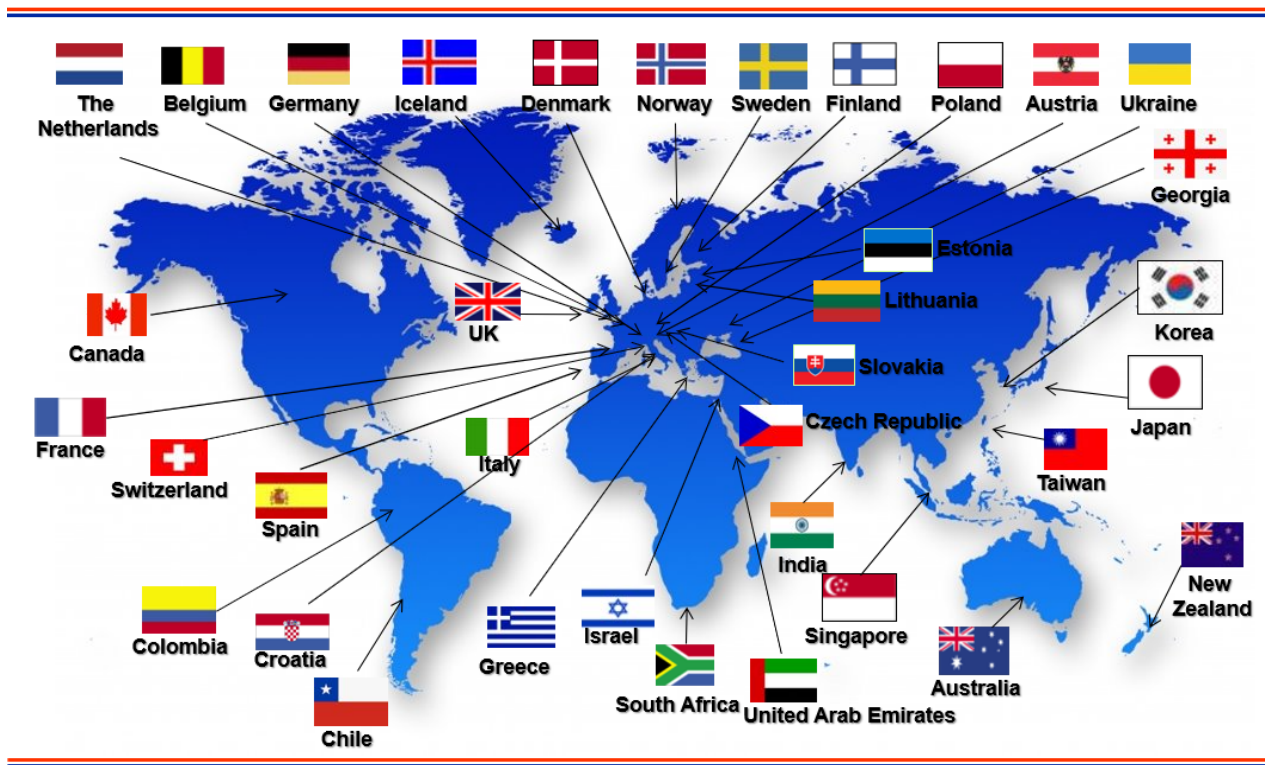 The
Netherlands
Belgium
Germany
Iceland
Denmark
Norway
Sweden
Finland
Poland
Austria
Ukraine
Georgia
Estonia
Lithuania
Korea
UK
Canada
Slovakia
Czech Republic
Japan
France
Switzerland
Italy
Taiwan
Spain
India
New
Zealand
Colombia
Croatia
Greece
Israel
Singapore
South Africa
United Arab Emirates
Australia
Chile